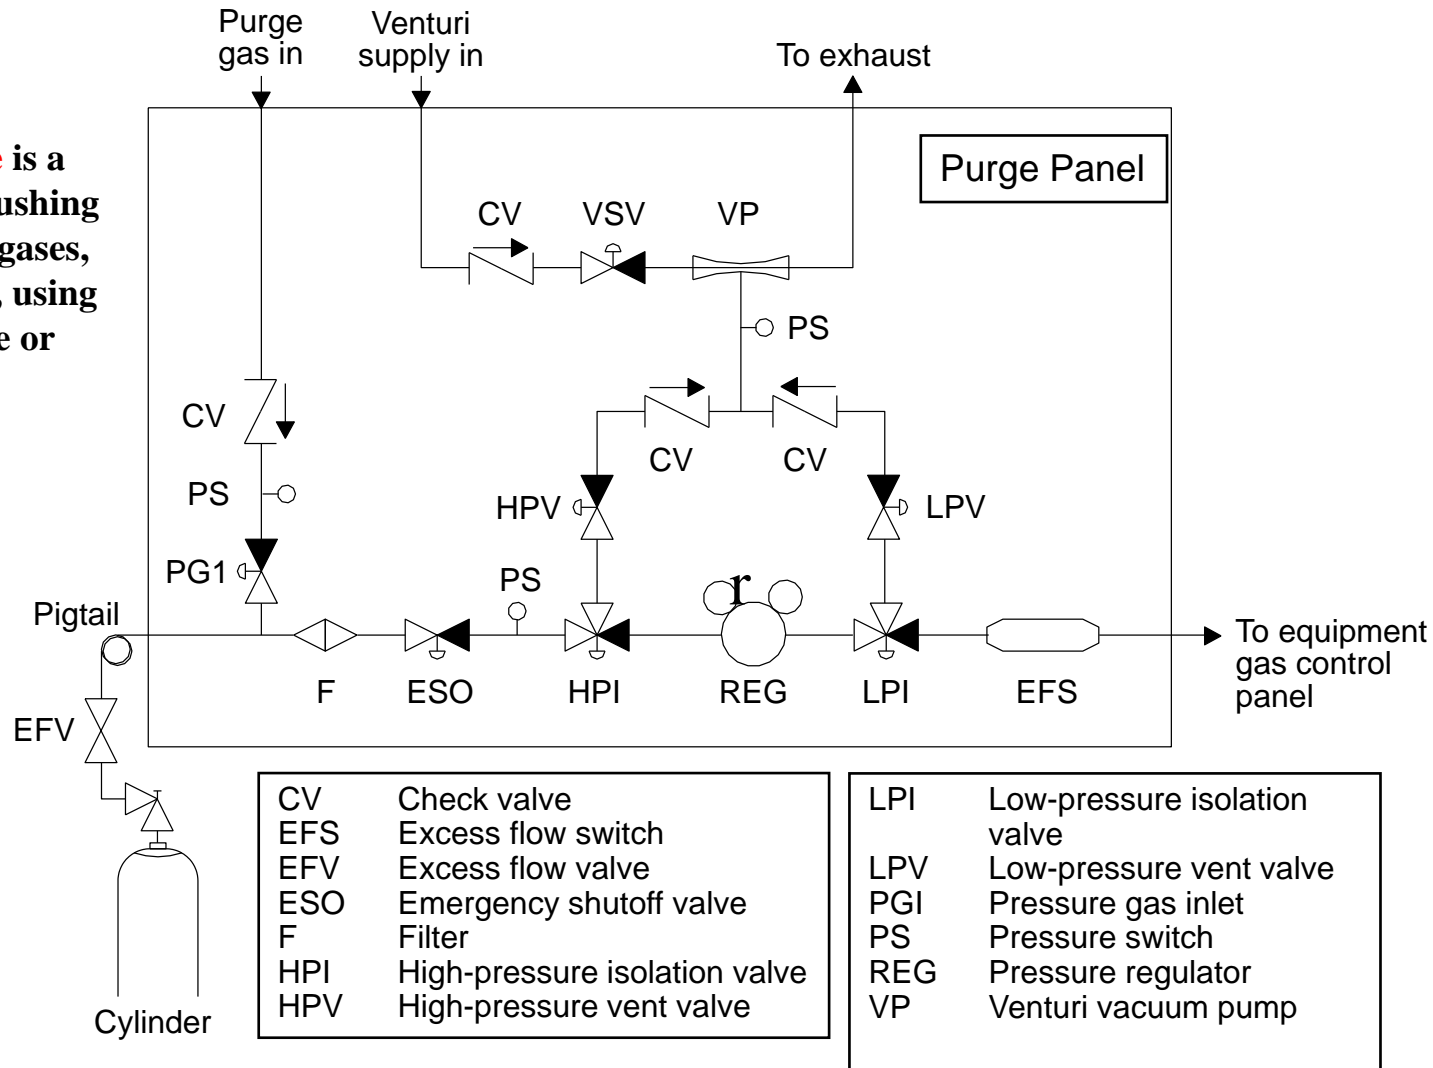 Purge
gas in
Venturi
supply in
To exhaust
Purge Panel
is a
gases,
, using
or
CV
VSV
VP
PS
CV
CV
CV
PS
HPV
LPV
PG1
PS
r
Pigtail
To equipment
gas control
panel
F
ESO
HPI
REG
LPI
EFS
EFV
Cylinder
CV Check valve
EFS Excess flow switch
EFV Excess flow valve
ESO Emergency shutoff valve
F Filter
HPI High-pressure isolation valve
HPV High-pressure vent valve
LPI Low-pressure isolation
valve
LPV Low-pressure vent valve
PGI Pressure gas inlet
PS Pressure switch
REG Pressure regulator
VP Venturi vacuum pump